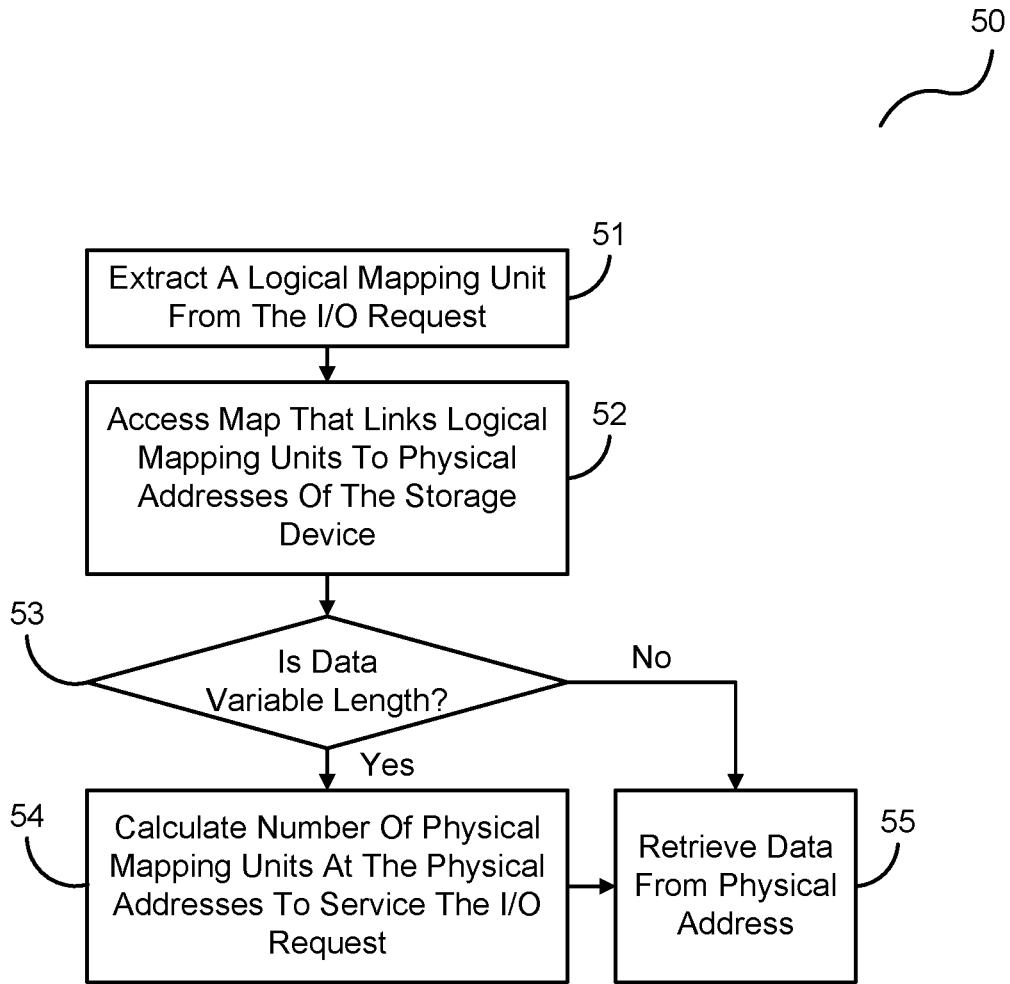 50
51
Extract A Logical Mapping Unit
From The I/O Request
52
Access Map That Links Logical
Mapping Units To Physical
Addresses Of The Storage
Device
53
Is Data
Variable Length?
No
Yes
54
Calculate Number Of Physical
Mapping Units At The Physical
Addresses To Service The I/O
Request
55
Retrieve Data
From Physical
Address